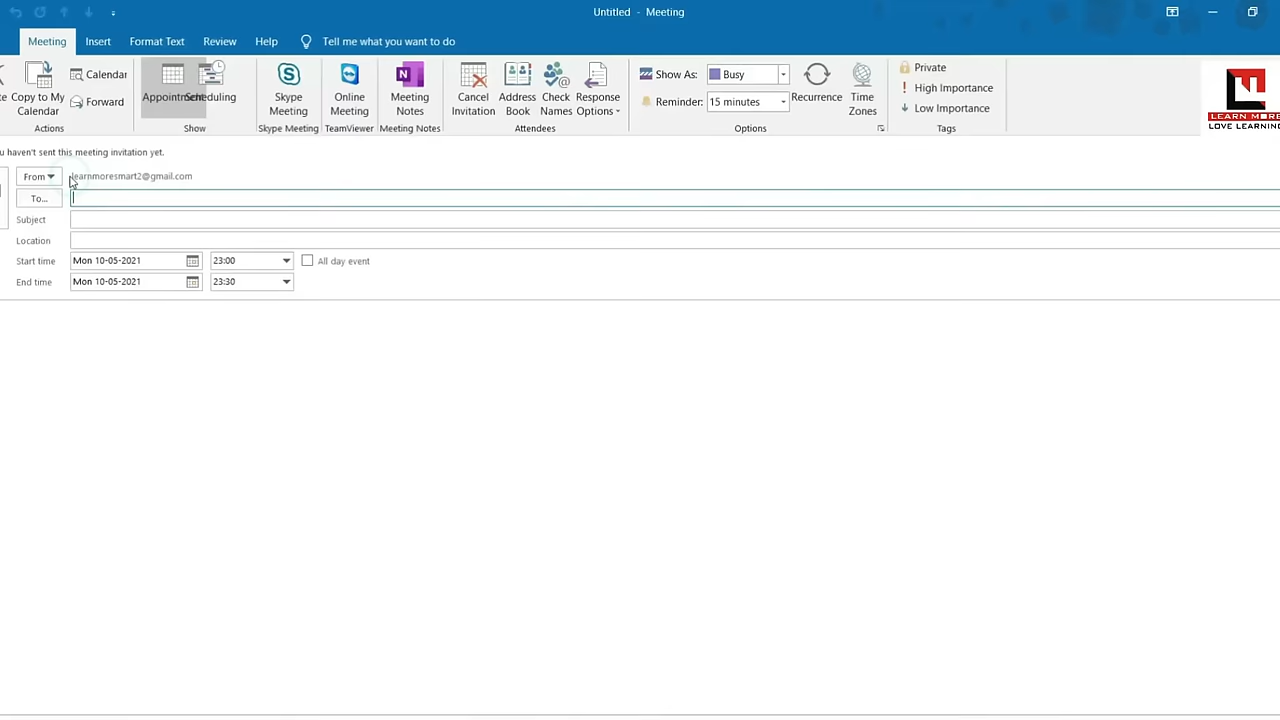 Untitled - Meeting
Meeting Insert Format Text Review Help Tell me what you want to do
Copy to My Calendar
Calendar
Forward
Actions
Appointment
Scheduling
Show
Skype Meeting
Skype Meeting
Online Meeting
TeamViewer
Meeting Notes
Meeting Notes
Cancel Invitation
Address Book
Check Names
Response Options
Attendees
Show As: Busy
Reminder: 15 minutes
Recurrence
Time Zones
Options
Private
High Importance
Low Importance
Tags
LEARN MORE
LOVE LEARNING
u haven't sent this meeting invitation yet.
From learnmoresmart2@gmail.com
To...
Subject
Location
Start time Mon 10-05-2021 23:00 All day event
End time Mon 10-05-2021 23:30